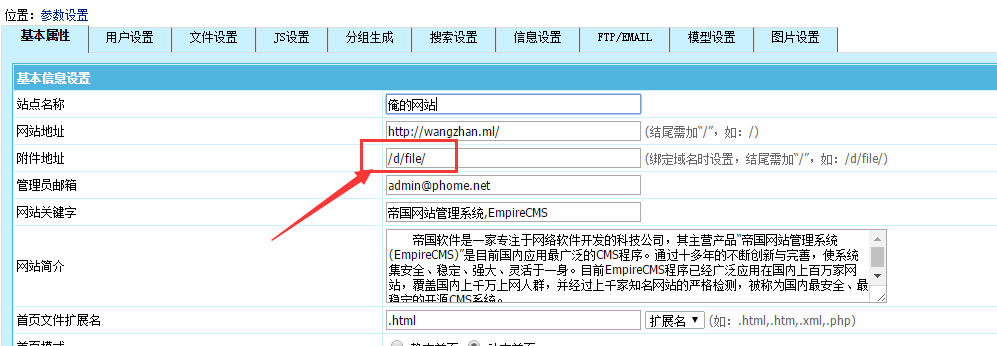 位置：参数设置
基本属性 用户设置 文件设置 JS设置 分组生成 搜索设置 信息设置 FTP/EMAIL 模型设置 图片设置
基本信息设置
站点名称 俺的网站
网站地址 http://wangzhan.ml/ (结尾需加“/”，如：/)
附件地址 /d/file/ (绑定域名时设置，结尾需加“/”，如：/d/file/)
管理员邮箱 admin@phome.net
网站关键字 帝国网站管理系统,EmpireCMS
网站简介
帝国软件是一家专注于网络软件开发的科技公司，其主营产品“帝国网站管理系统
(EmpireCMS)”是目前国内应用最广泛的CMS程序。通过十多年的不断创新与完善，使系统
集安全、稳定、强大、灵活于一身。目前EmpireCMS程序已经广泛应用在国内上百万家网
站，覆盖国内上千万上网人群，并经过上千家知名网站的严格检测，被称为国内最安全、最
稳定的开源CMS系统。
首页文件扩展名 .html 扩展名 (如：.html,.htm,.xml,.php)
首页模式 静态首页 动态首页